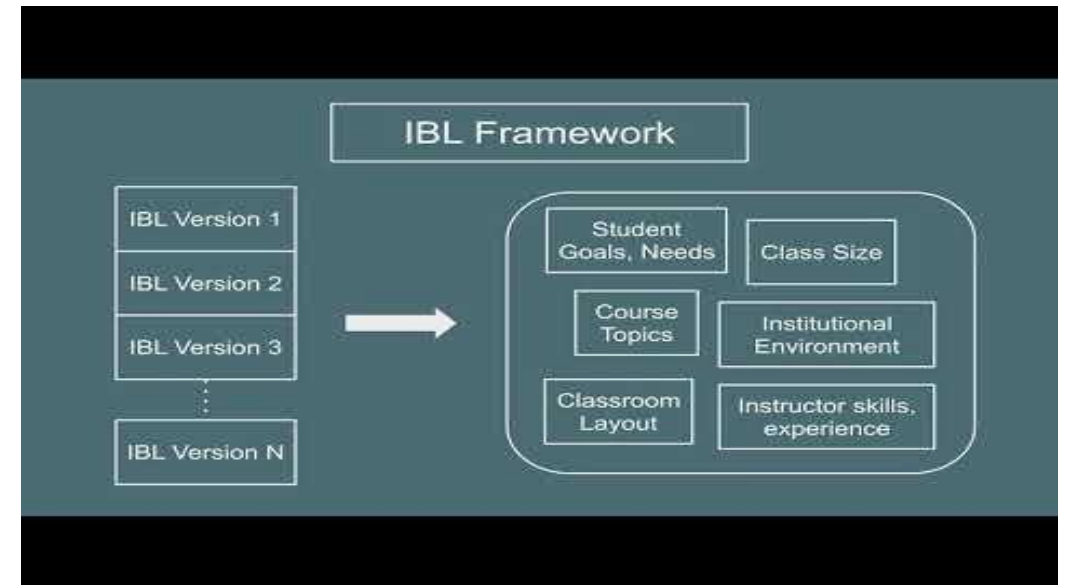 IBL Framework
IBL Version 1
IBL Version 2
IBL Version 3
IBL Version N
Student
Goals, Needs
Class Size
Course
Topics
Institutional
Environment
Classroom
Layout
Instructor skills,
experience